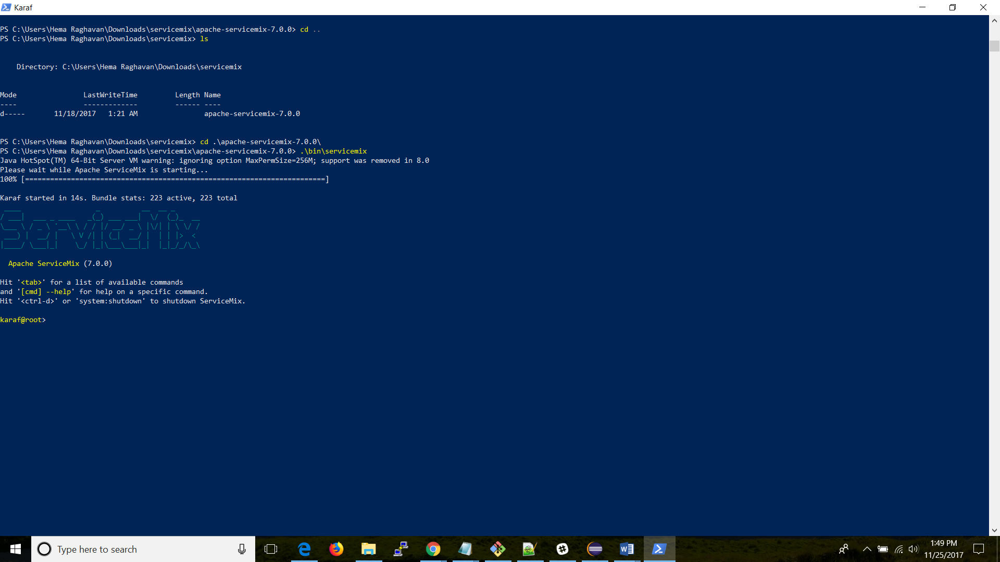 Karaf
PS C:\Users\Hema Raghavan\Downloads\servicemix\apache-servicemix-7.0.0> cd ..
PS C:\Users\Hema Raghavan\Downloads\servicemix> ls
Directory: C:\Users\Hema Raghavan\Downloads\servicemix
Mode LastWriteTime Length Name
---- ------------- ------ ----
d----- 11/18/2017 1:21 AM apache-servicemix-7.0.0
PS C:\Users\Hema Raghavan\Downloads\servicemix> cd .\apache-servicemix-7.0.0\
PS C:\Users\Hema Raghavan\Downloads\servicemix\apache-servicemix-7.0.0> .\bin\servicemix
Java HotSpot(TM) 64-Bit Server VM warning: ignoring option MaxPermSize=256M; support was removed in 8.0
Please wait while Apache ServiceMix is starting...
100% [========================================================================]
Karaf started in 14s. Bundle stats: 223 active, 223 total
ServiceMix
Apache ServiceMix (7.0.0)
Hit '<tab>' for a list of available commands
and '[cmd] --help' for help on a specific command.
Hit '<ctrl-d>' or 'system:shutdown' to shutdown ServiceMix.
karaf@root>
Type here to search
1:49 PM
11/25/2017